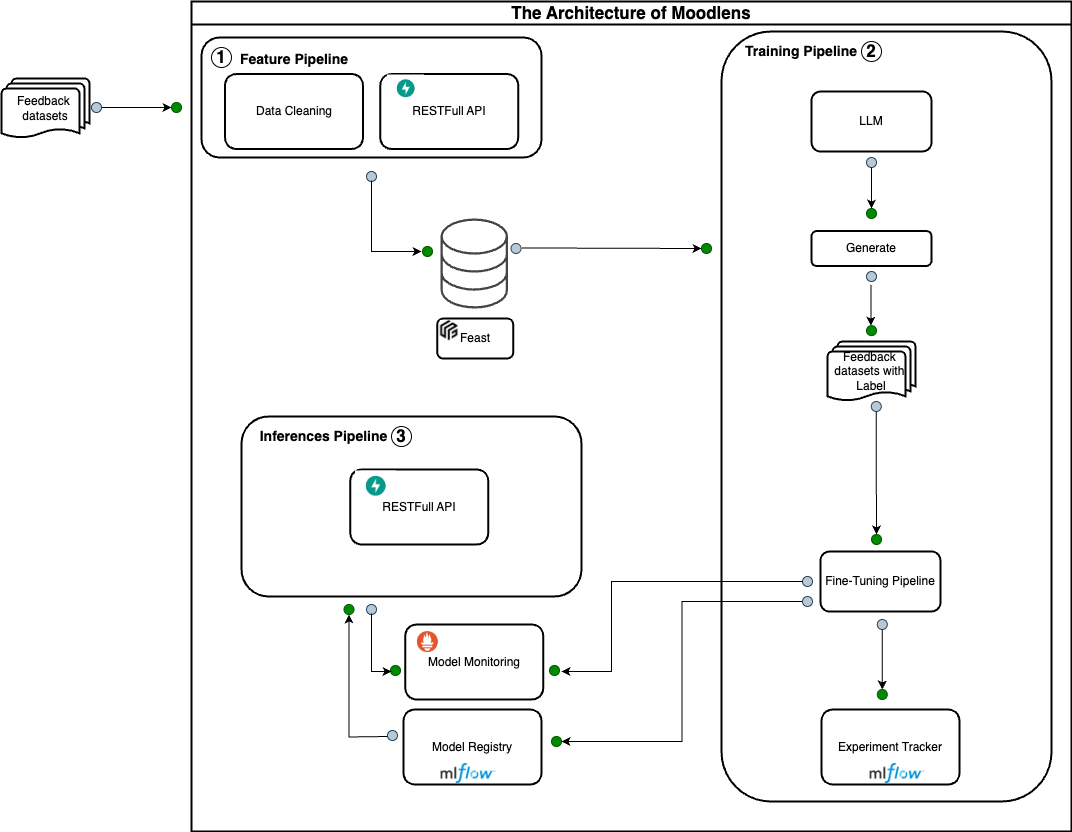 The Architecture of Moodlens
1 Feature Pipeline
Training Pipeline 2
Feedback
datasets
Data Cleaning
RESTFull API
LLM
Generate
Feast
Feedback
datasets with
Label
Inferences Pipeline 3
RESTFull API
Fine-Tuning Pipeline
Model Monitoring
Model Registry
mlflow
Experiment Tracker
mlflow